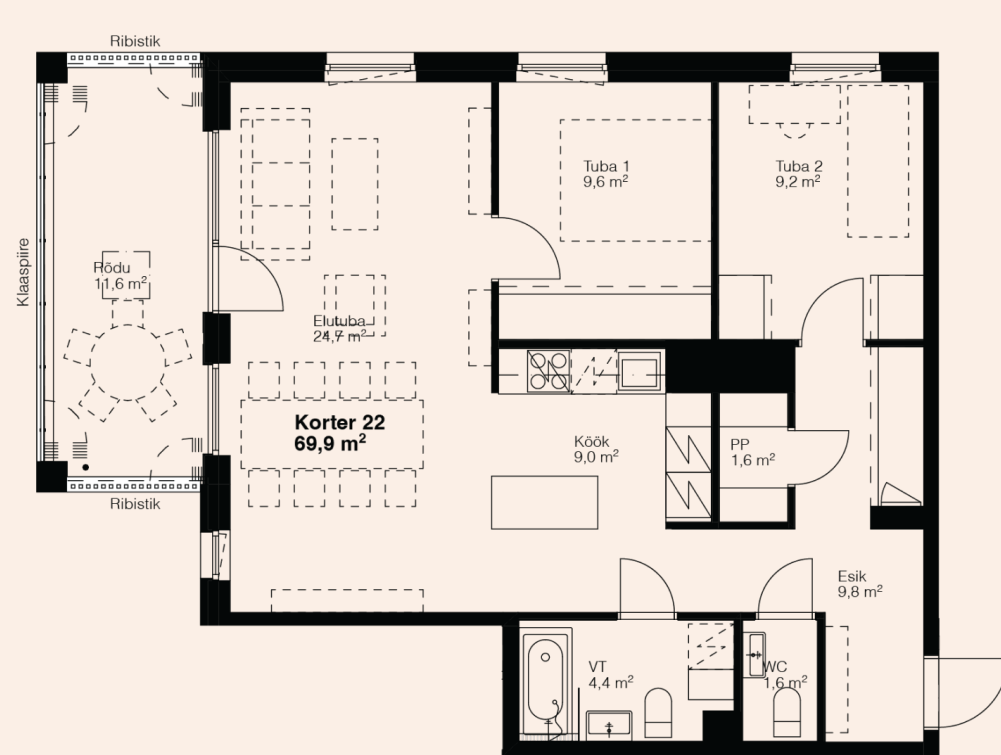 Ribistik
Klaaspiire
Rõdu
11,6 m²
Ribistik
Elutuba
24,7 m²
Korter 22
69,9 m²
Tuba 1
9,6 m²
Tuba 2
9,2 m²
Köök
9,0 m²
PP
1,6 m²
Esik
9,8 m²
VT
4,4 m²
WC
1,6 m²